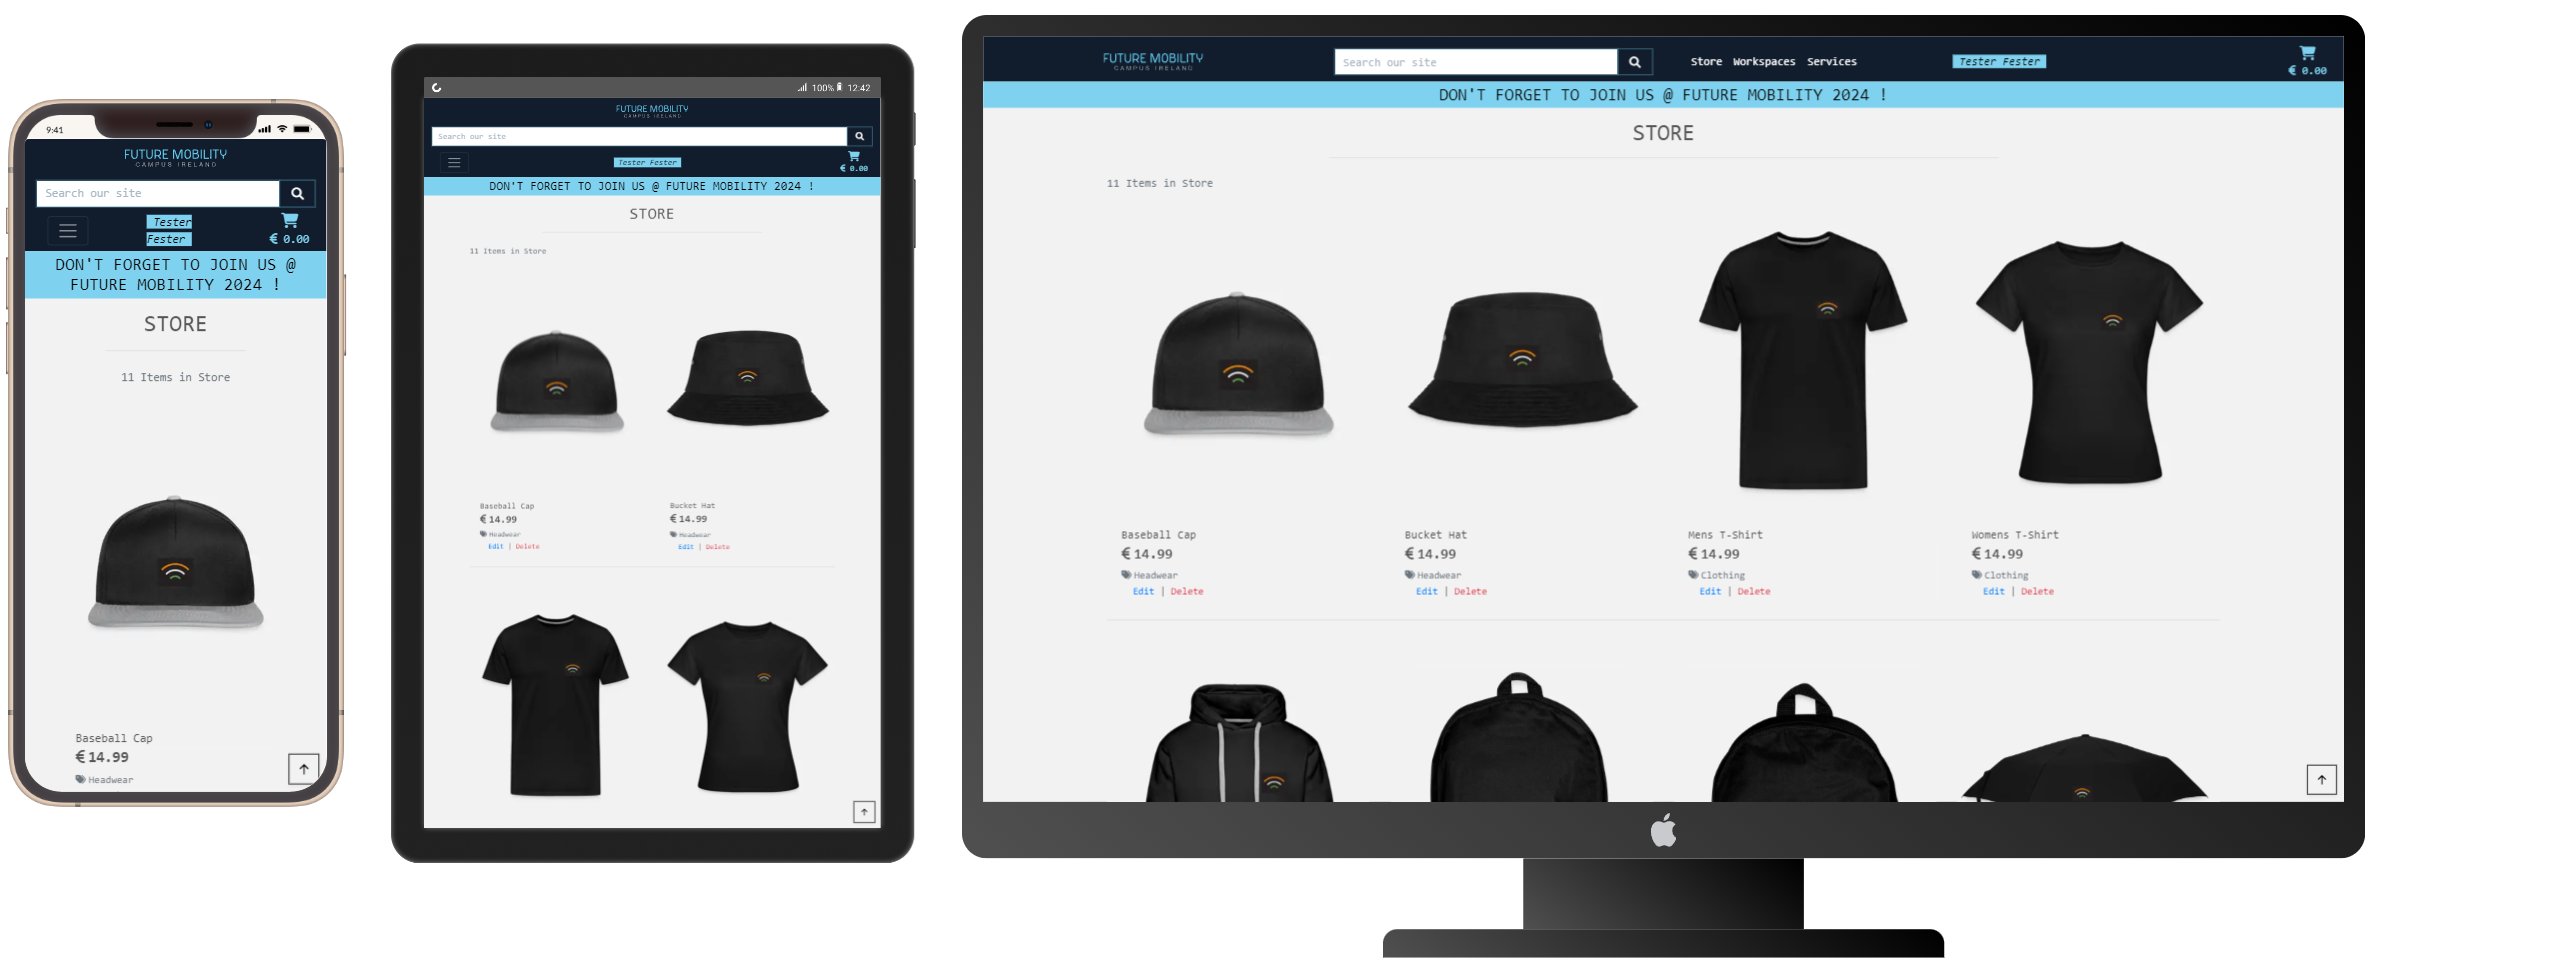 9:41
FUTURE MOBILITY
CAMPUS IRELAND
Search our site
Tester
Fester
€ 0.00
DON'T FORGET TO JOIN US @
FUTURE MOBILITY 2024 !
STORE
11 Items in Store
Baseball Cap
€14.99
Headwear
100% 12:42
FUTURE MOBILITY
CAMPUS IRELAND
Search our site
Tester Fester
€ 0.00
DON'T FORGET TO JOIN US @ FUTURE MOBILITY 2024 !
STORE
11 Items in Store
Baseball Cap
€14.99
Headwear
Edit | Delete
Bucket Hat
€14.99
Headwear
Edit | Delete
FUTURE MOBILITY
CAMPUS IRELAND
Search our site
Store Workspaces Services
Tester Fester
€ 0.00
DON'T FORGET TO JOIN US @ FUTURE MOBILITY 2024 !
STORE
11 Items in Store
Baseball Cap
€14.99
Headwear
Edit | Delete
Bucket Hat
€14.99
Headwear
Edit | Delete
Mens T-Shirt
€14.99
Clothing
Edit | Delete
Womens T-Shirt
€14.99
Clothing
Edit | Delete